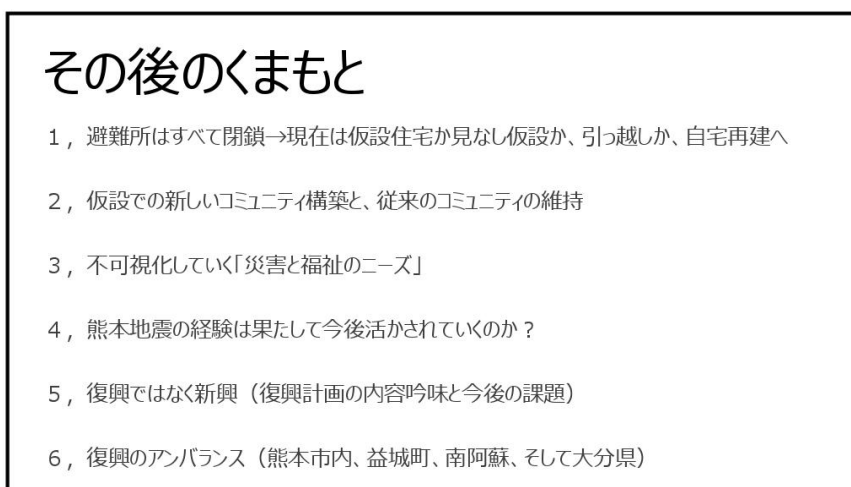 その後のくまもと
１，避難所はすべて閉鎖→現在は仮設住宅か見なし仮設か、引っ越しか、自宅再建へ
２，仮設での新しいコミュニティ構築と、従来のコミュニティの維持
３，不可視化していく「災害と福祉のニーズ」
４，熊本地震の経験は果たして今後活かされていくのか？
５，復興ではなく新興（復興計画の内容吟味と今後の課題）
６，復興のアンバランス（熊本市内、益城町、南阿蘇、そして大分県）